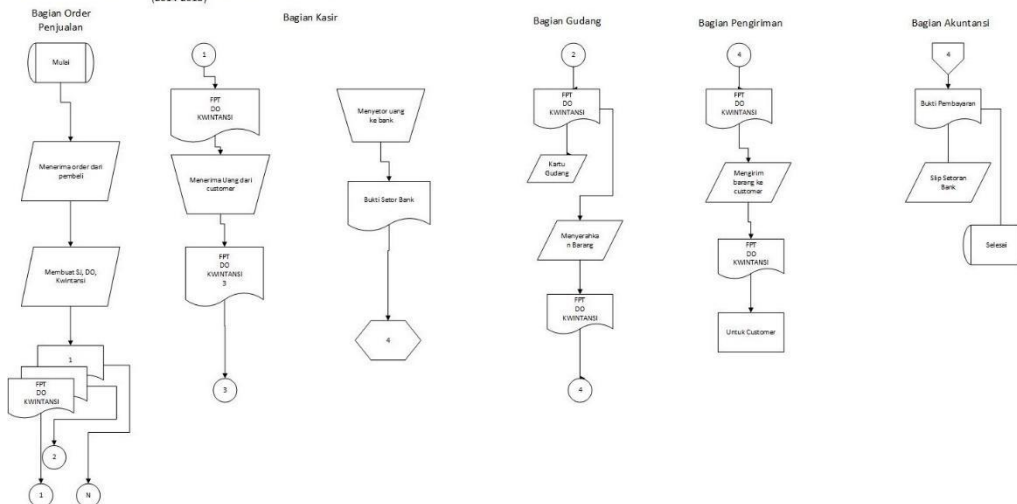 Bagian Order
Penjualan
Mulai
Menerima order dari
pembeli
Membuat SJ, DO,
Kwintansi
1
FPT
DO
KWINTANSI
2
1
N
Bagian Kasir
1
FPT
DO
KWINTANSI
Menerima Uang dari
customer
FPT
DO
KWINTANSI
3
3
Menyetor uang
ke bank
Bukti Setor Bank
4
Bagian Gudang
2
FPT
DO
KWINTANSI
Kartu
Gudang
Menyerahka
n Barang
FPT
DO
KWINTANSI
4
Bagian Pengiriman
4
FPT
DO
KWINTANSI
Mengirim
barang ke
customer
FPT
DO
KWINTANSI
Untuk Customer
Bagian Akuntansi
4
Bukti Pembayaran
Slip Setoran
Bank
Selesai